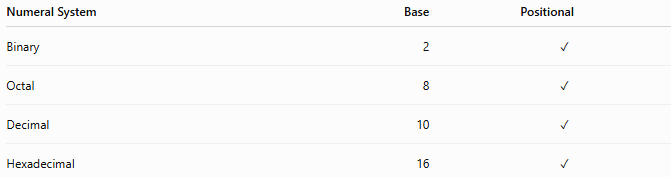 Numeral System Base Positional
Binary 2 ✓
Octal 8 ✓
Decimal 10 ✓
Hexadecimal 16 ✓